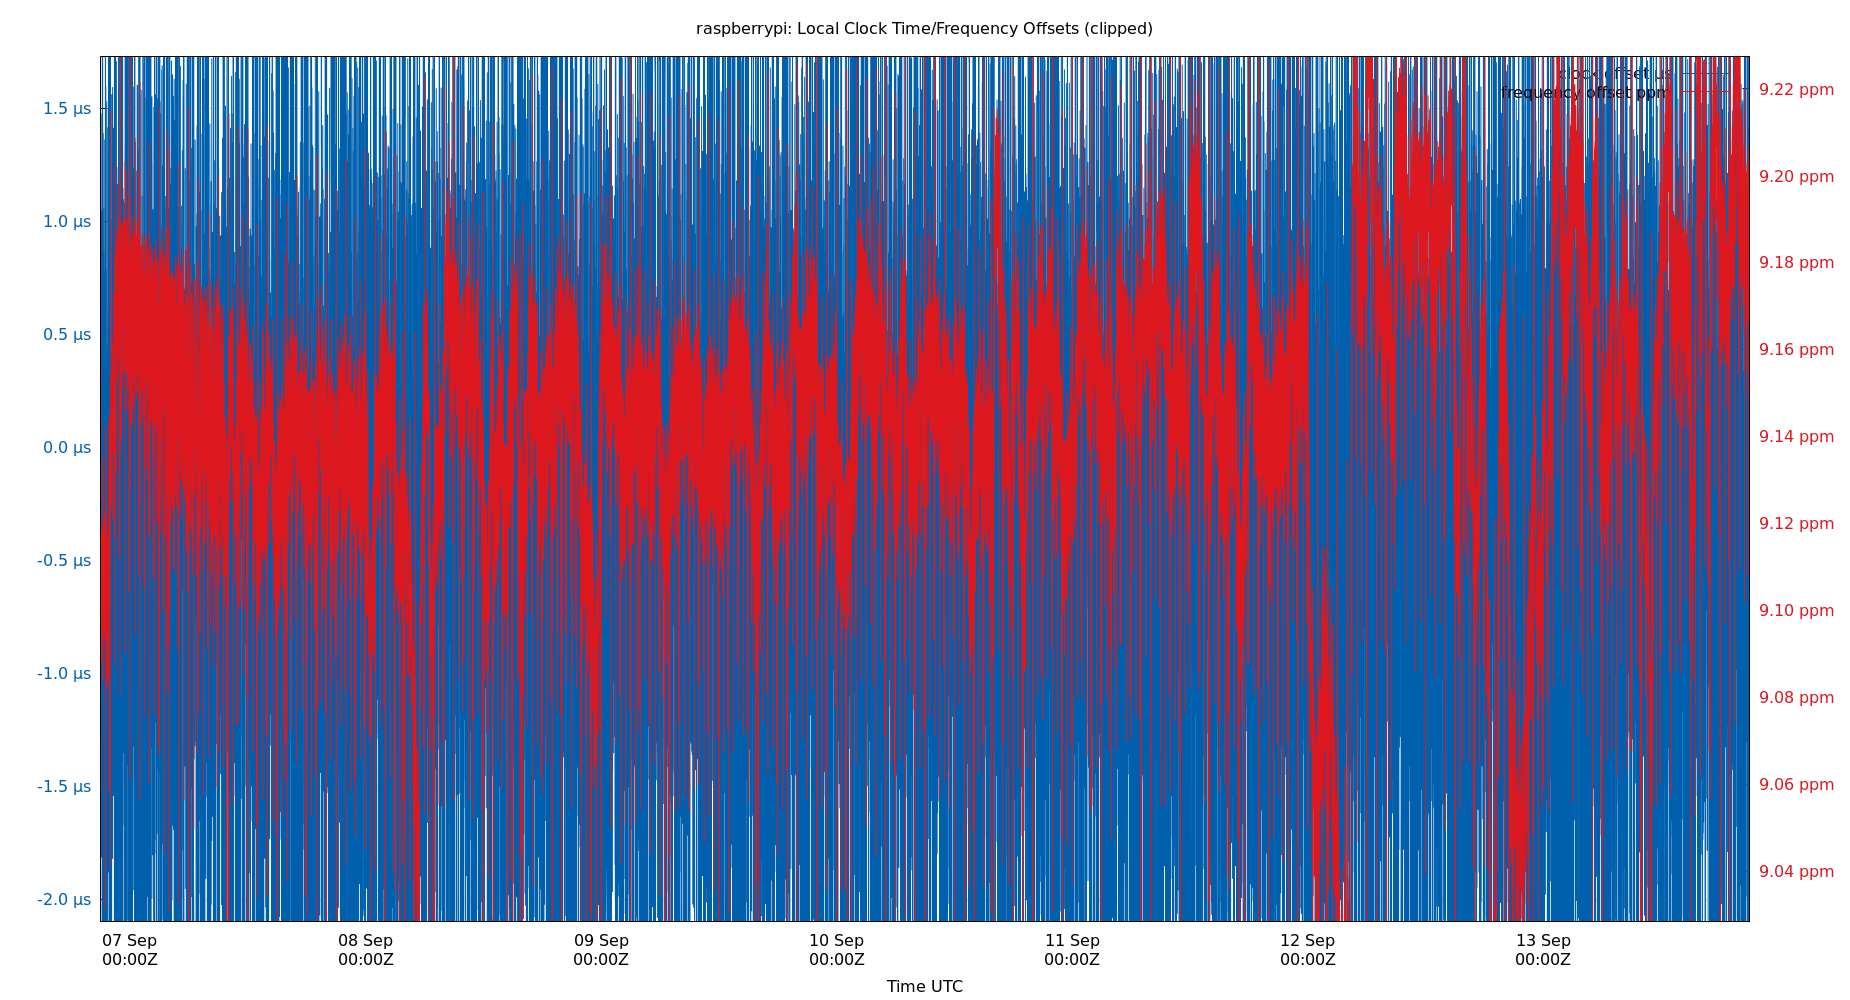 raspberrypi: Local Clock Time/Frequency Offsets (clipped)
clock offset µs
frequency offset ppm
1.5 µs
1.0 µs
0.5 µs
0.0 µs
-0.5 µs
-1.0 µs
-1.5 µs
-2.0 µs
9.22 ppm
9.20 ppm
9.18 ppm
9.16 ppm
9.14 ppm
9.12 ppm
9.10 ppm
9.08 ppm
9.06 ppm
9.04 ppm
07 Sep
00:00Z
08 Sep
00:00Z
09 Sep
00:00Z
10 Sep
00:00Z
11 Sep
00:00Z
12 Sep
00:00Z
13 Sep
00:00Z
Time UTC